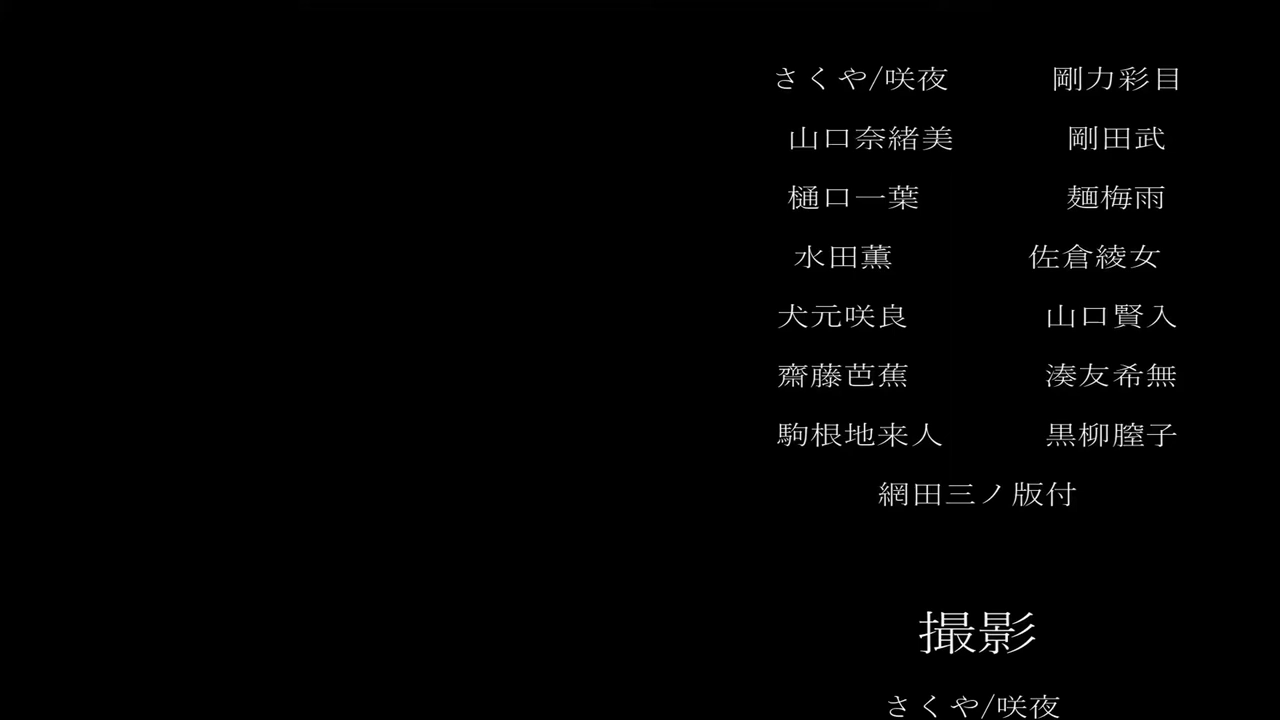 さくや/咲夜 剛力彩目
山口奈緒美 剛田武
樋口一葉 麺梅雨
水田薫 佐倉綾女
犬元咲良 山口賢入
齋藤芭蕉 湊友希無
駒根地来人 黒柳膣子
網田三ノ版付
撮影
さくや/咲夜